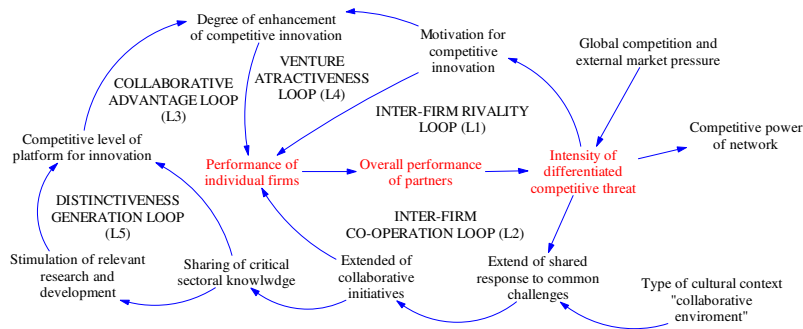 Degree of enhancement
of competitive innovation
Motivation for
competitive
innovation
Global competition and
external market pressure
VENTURE
ATRACTIVENESS
LOOP (L4)
COLLABORATIVE
ADVANTAGE LOOP
(L3)
INTER-FIRM RIVALITY
LOOP (L1)
Competitive power
of network
Competitive level of
platform for innovation
Performance of
individual firms
Overall performance
of partners
Intensity of
differentiated
competitive threat
DISTINCTIVENESS
GENERATION LOOP
(L5)
INTER-FIRM
CO-OPERATION LOOP (L2)
Stimulation of relevant
research and
development
Sharing of critical
sectoral knowlwdge
Extended of
collaborative
initiatives
Extend of shared
response to common
challenges
Type of cultural context
"collaborative
enviroment"